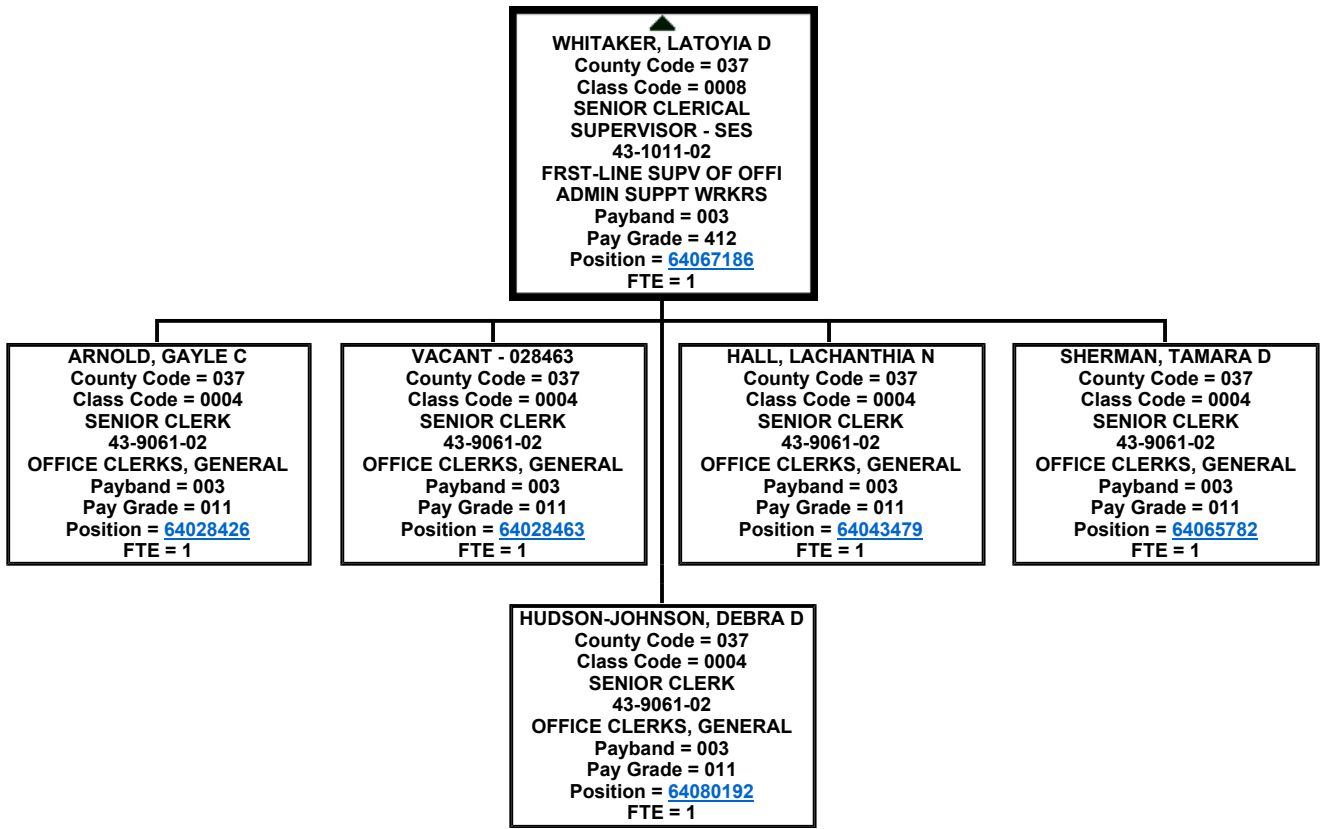 WHITAKER, LATOYIA D
County Code = 037
Class Code = 0008
SENIOR CLERICAL
SUPERVISOR - SES
43-1011-02
FRST-LINE SUPV OF OFFI
ADMIN SUPPT WRKRS
Payband = 003
Pay Grade = 412
Position = 64067186
FTE = 1
ARNOLD, GAYLE C
County Code = 037
Class Code = 0004
SENIOR CLERK
43-9061-02
OFFICE CLERKS, GENERAL
Payband = 003
Pay Grade = 011
Position = 64028426
FTE = 1
VACANT - 028463
County Code = 037
Class Code = 0004
SENIOR CLERK
43-9061-02
OFFICE CLERKS, GENERAL
Payband = 003
Pay Grade = 011
Position = 64028463
FTE = 1
HALL, LACHANTHIA N
County Code = 037
Class Code = 0004
SENIOR CLERK
43-9061-02
OFFICE CLERKS, GENERAL
Payband = 003
Pay Grade = 011
Position = 64043479
FTE = 1
SHERMAN, TAMARA D
County Code = 037
Class Code = 0004
SENIOR CLERK
43-9061-02
OFFICE CLERKS, GENERAL
Payband = 003
Pay Grade = 011
Position = 64065782
FTE = 1
HUDSON-JOHNSON, DEBRA D
County Code = 037
Class Code = 0004
SENIOR CLERK
43-9061-02
OFFICE CLERKS, GENERAL
Payband = 003
Pay Grade = 011
Position = 64080192
FTE = 1